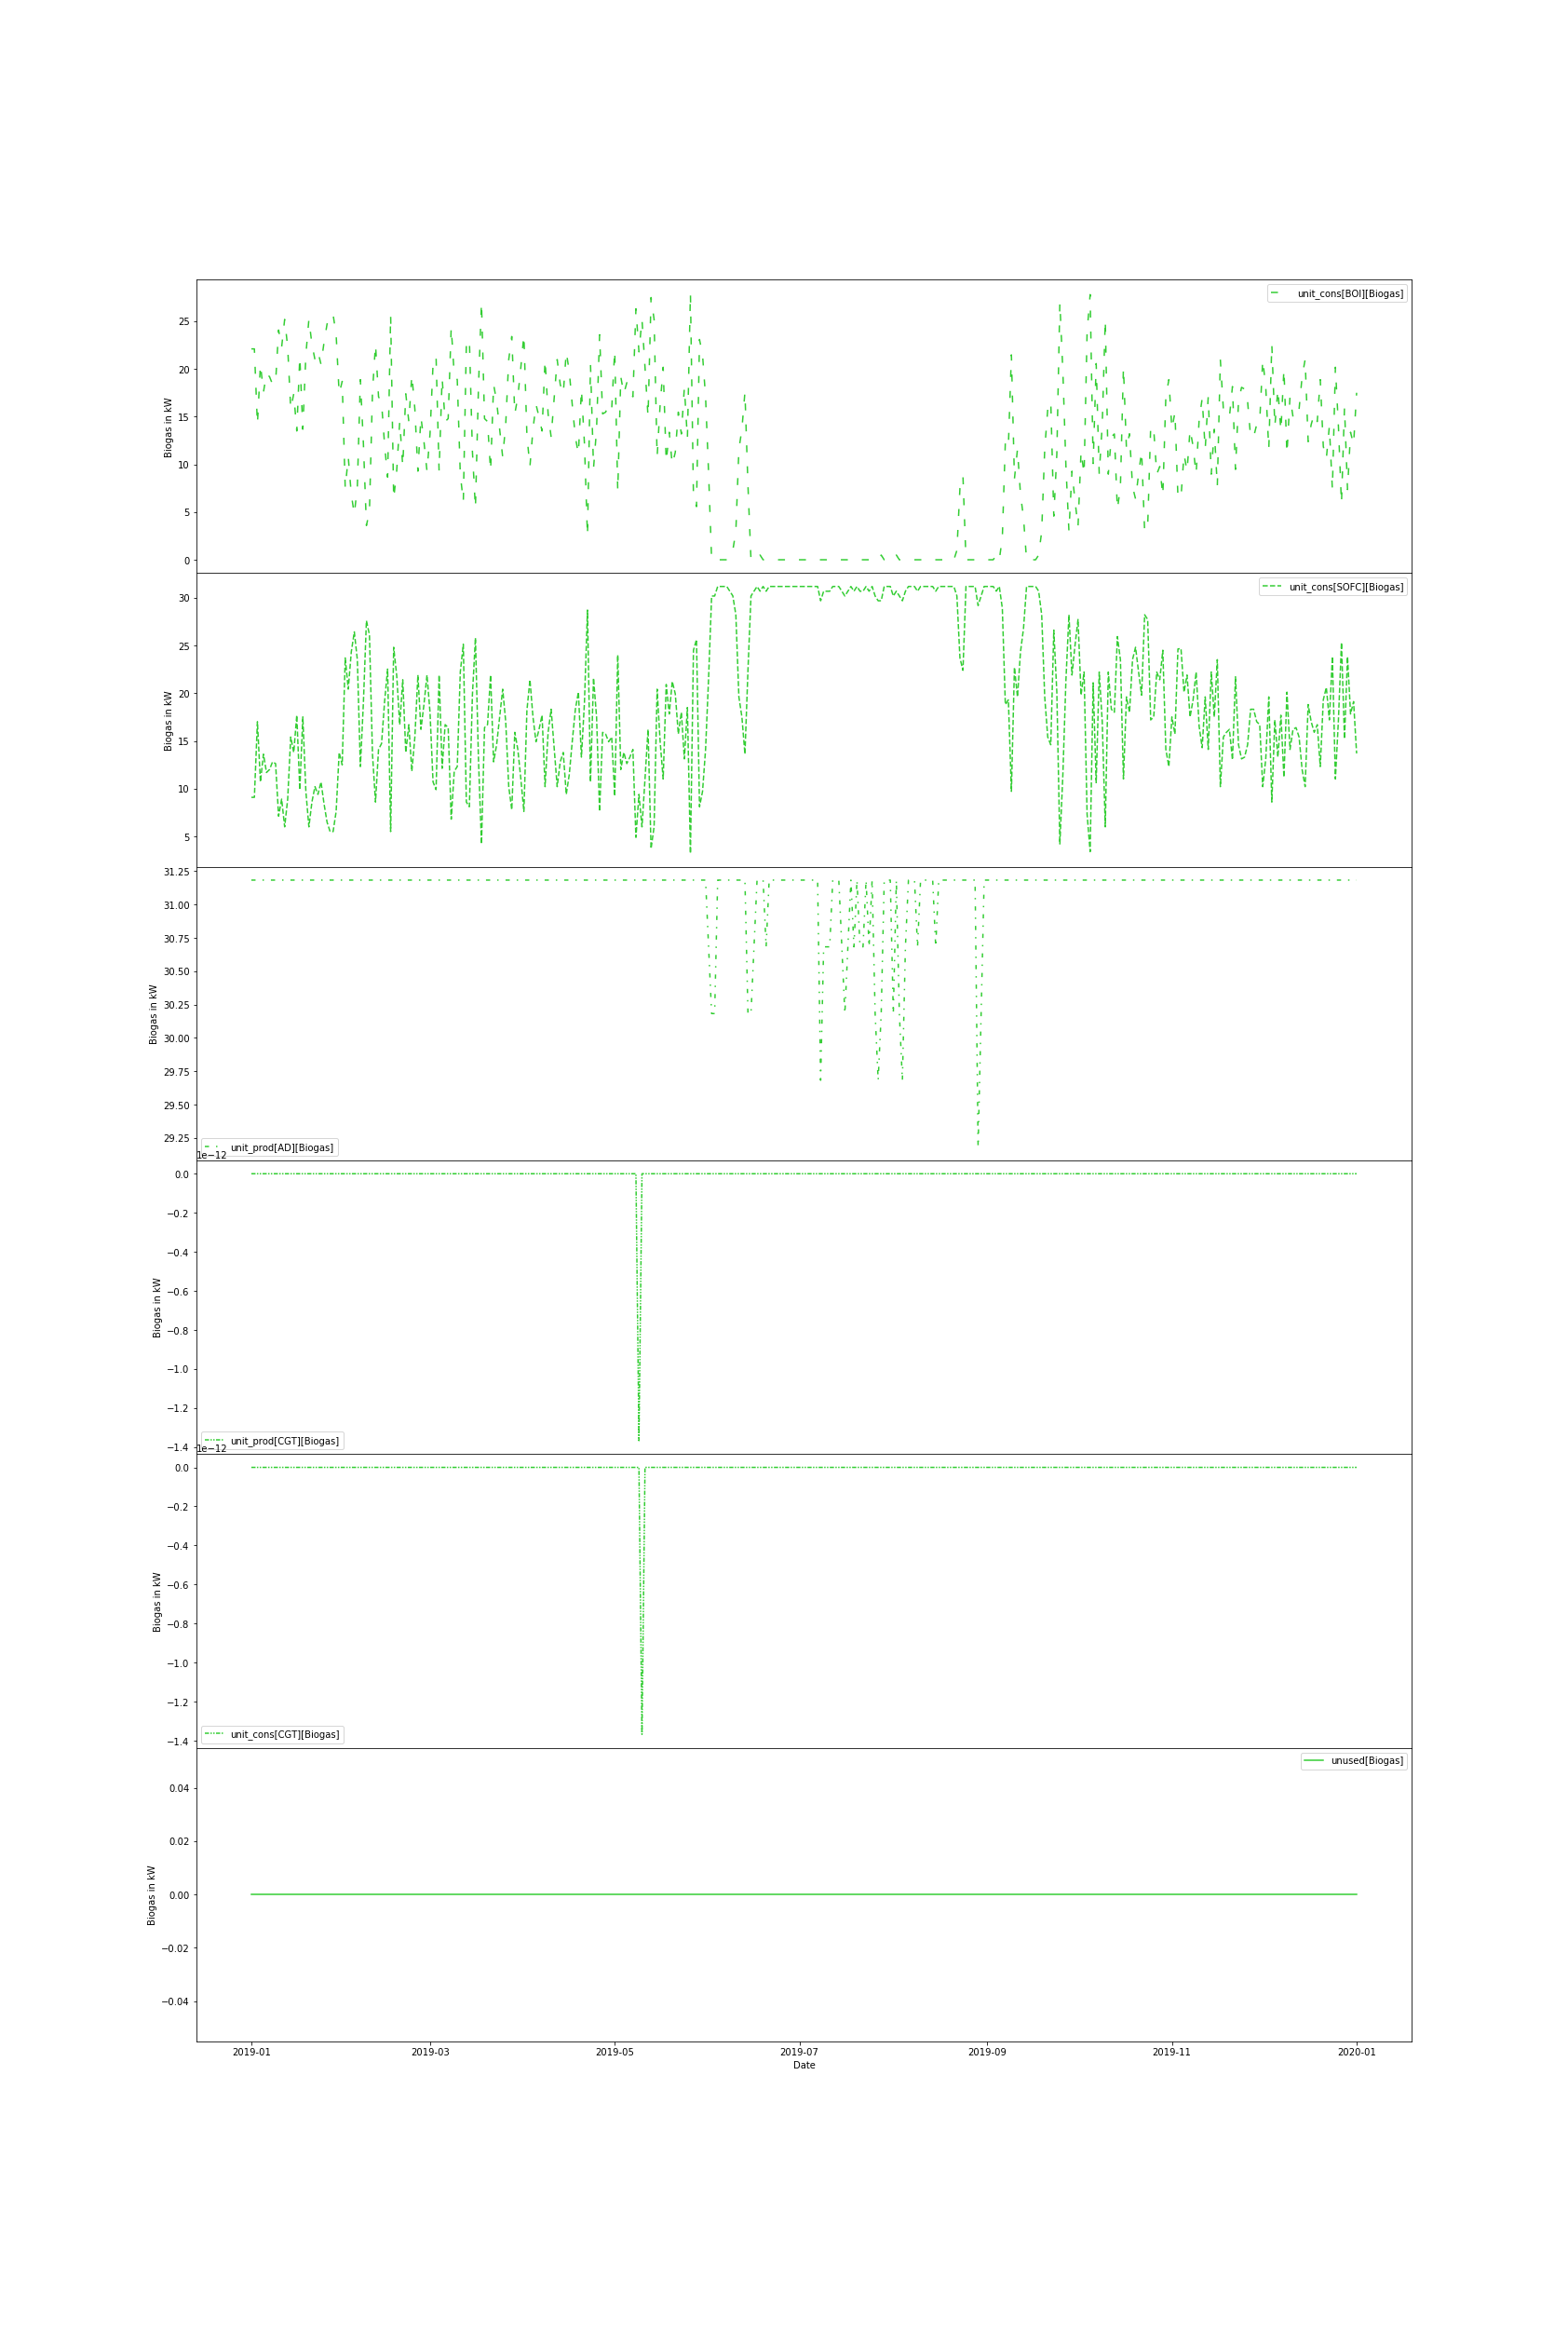 unit_cons[BOI][Biogas]
25
20
15
10
5
0
Biogas in kW
unit_cons[SOFC][Biogas]
30
25
20
15
10
5
Biogas in kW
31.25
31.00
30.75
30.50
30.25
30.00
29.75
29.50
29.25
Biogas in kW
unit_prod[AD][Biogas]
1e−12
0.0
−0.2
−0.4
−0.6
−0.8
−1.0
−1.2
−1.4
Biogas in kW
unit_prod[CGT][Biogas]
1e−12
0.0
−0.2
−0.4
−0.6
−0.8
−1.0
−1.2
−1.4
Biogas in kW
unit_cons[CGT][Biogas]
unused[Biogas]
0.04
0.02
0.00
−0.02
−0.04
Biogas in kW
2019-01 2019-03 2019-05 2019-07 2019-09 2019-11 2020-01
Date